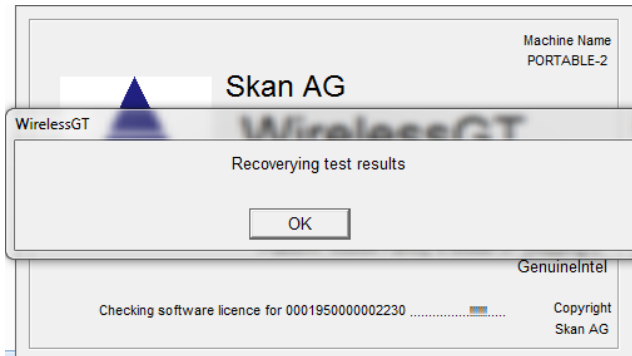 Machine Name
PORTABLE-2
Skan AG
WirelessGT
WirelessGT
Recoverying test results
OK
GenuineIntel
Checking software licence for 0001950000002230 ...................
Copyright
Skan AG